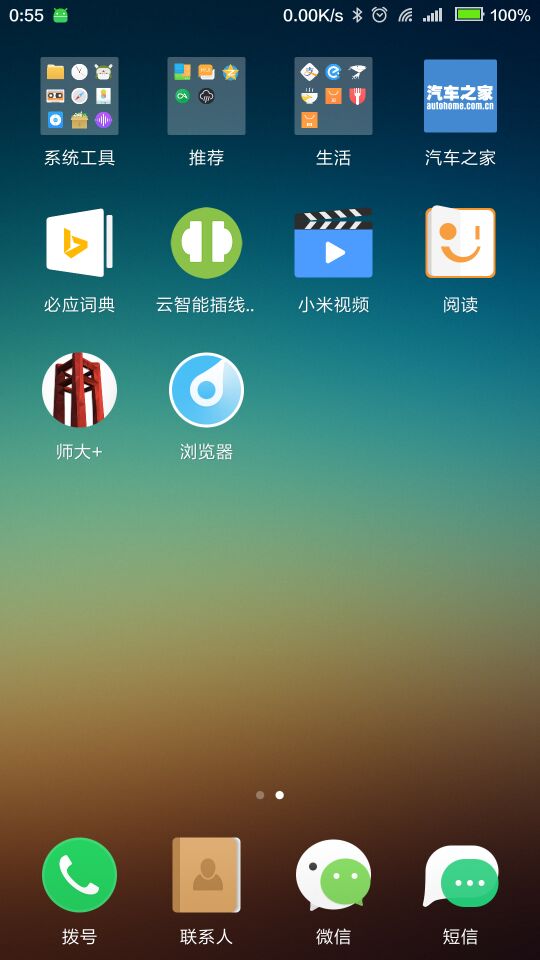 0:55 0.00K/s 100%
汽车之家
autohome.com.cn
系统工具 推荐 生活 汽车之家
必应词典 云智能插线.. 小米视频 阅读
师大+ 浏览器
拨号 联系人 微信 短信